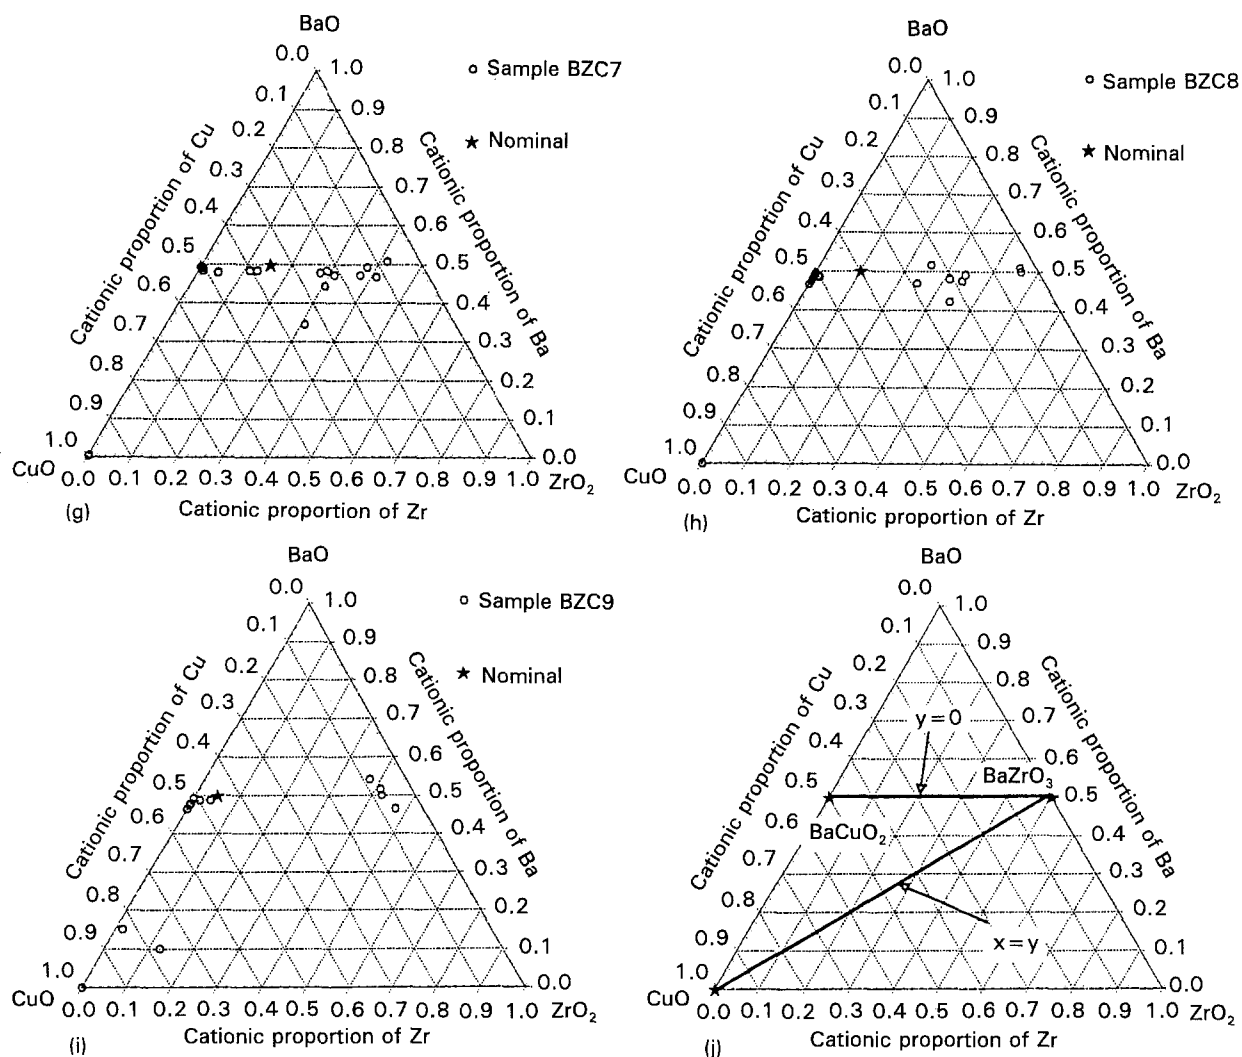 BaO
0.0 1.0
Sample BZC7
0.1 0.9
0.2 0.8
Nominal
0.3 0.7
0.4 0.6
0.5 0.5
0.6 0.4
0.7 0.3
0.8 0.2
0.9 0.1
1.0 0.0
Cationic proportion of Cu
Cationic proportion of Ba
CuO
0.0 0.1 0.2 0.3 0.4 0.5 0.6 0.7 0.8 0.9 1.0 ZrO2
Cationic proportion of Zr
(g)
BaO
0.0 1.0
Sample BZC8
0.1 0.9
0.2 0.8
Nominal
0.3 0.7
0.4 0.6
0.5 0.5
0.6 0.4
0.7 0.3
0.8 0.2
0.9 0.1
1.0 0.0
Cationic proportion of Cu
Cationic proportion of Ba
CuO
0.0 0.1 0.2 0.3 0.4 0.5 0.6 0.7 0.8 0.9 1.0 ZrO2
Cationic proportion of Zr
(h)
BaO
0.0 1.0
Sample BZC9
0.1 0.9
0.2 0.8
Nominal
0.3 0.7
0.4 0.6
0.5 0.5
0.6 0.4
0.7 0.3
0.8 0.2
0.9 0.1
1.0 0.0
Cationic proportion of Cu
Cationic proportion of Ba
CuO
0.0 0.1 0.2 0.3 0.4 0.5 0.6 0.7 0.8 0.9 1.0 ZrO2
Cationic proportion of Zr
(i)
BaO
0.0 1.0
0.1 0.9
0.2 0.8
0.3 0.7
y=0
0.4 0.6
BaZrO3
0.5 0.5
BaCuO2
0.6 0.4
0.7 0.3
0.8 0.2
x=y
0.9 0.1
1.0 0.0
Cationic proportion of Cu
Cationic proportion of Ba
CuO
0.0 0.1 0.2 0.3 0.4 0.5 0.6 0.7 0.8 0.9 1.0 ZrO2
Cationic proportion of Zr
(j)